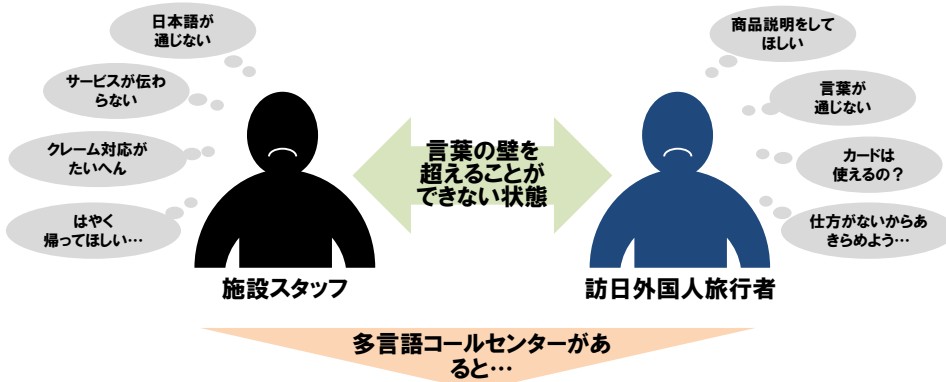 日本語が
通じない
サービスが伝わ
らない
クレーム対応が
たいへん
はやく
帰ってほしい…
商品説明をして
ほしい
言葉が
通じない
カードは
使えるの？
仕方がないからあ
きらめよう…
言葉の壁を
超えることが
できない状態
施設スタッフ
訪日外国人旅行者
多言語コールセンターがあ
ると…